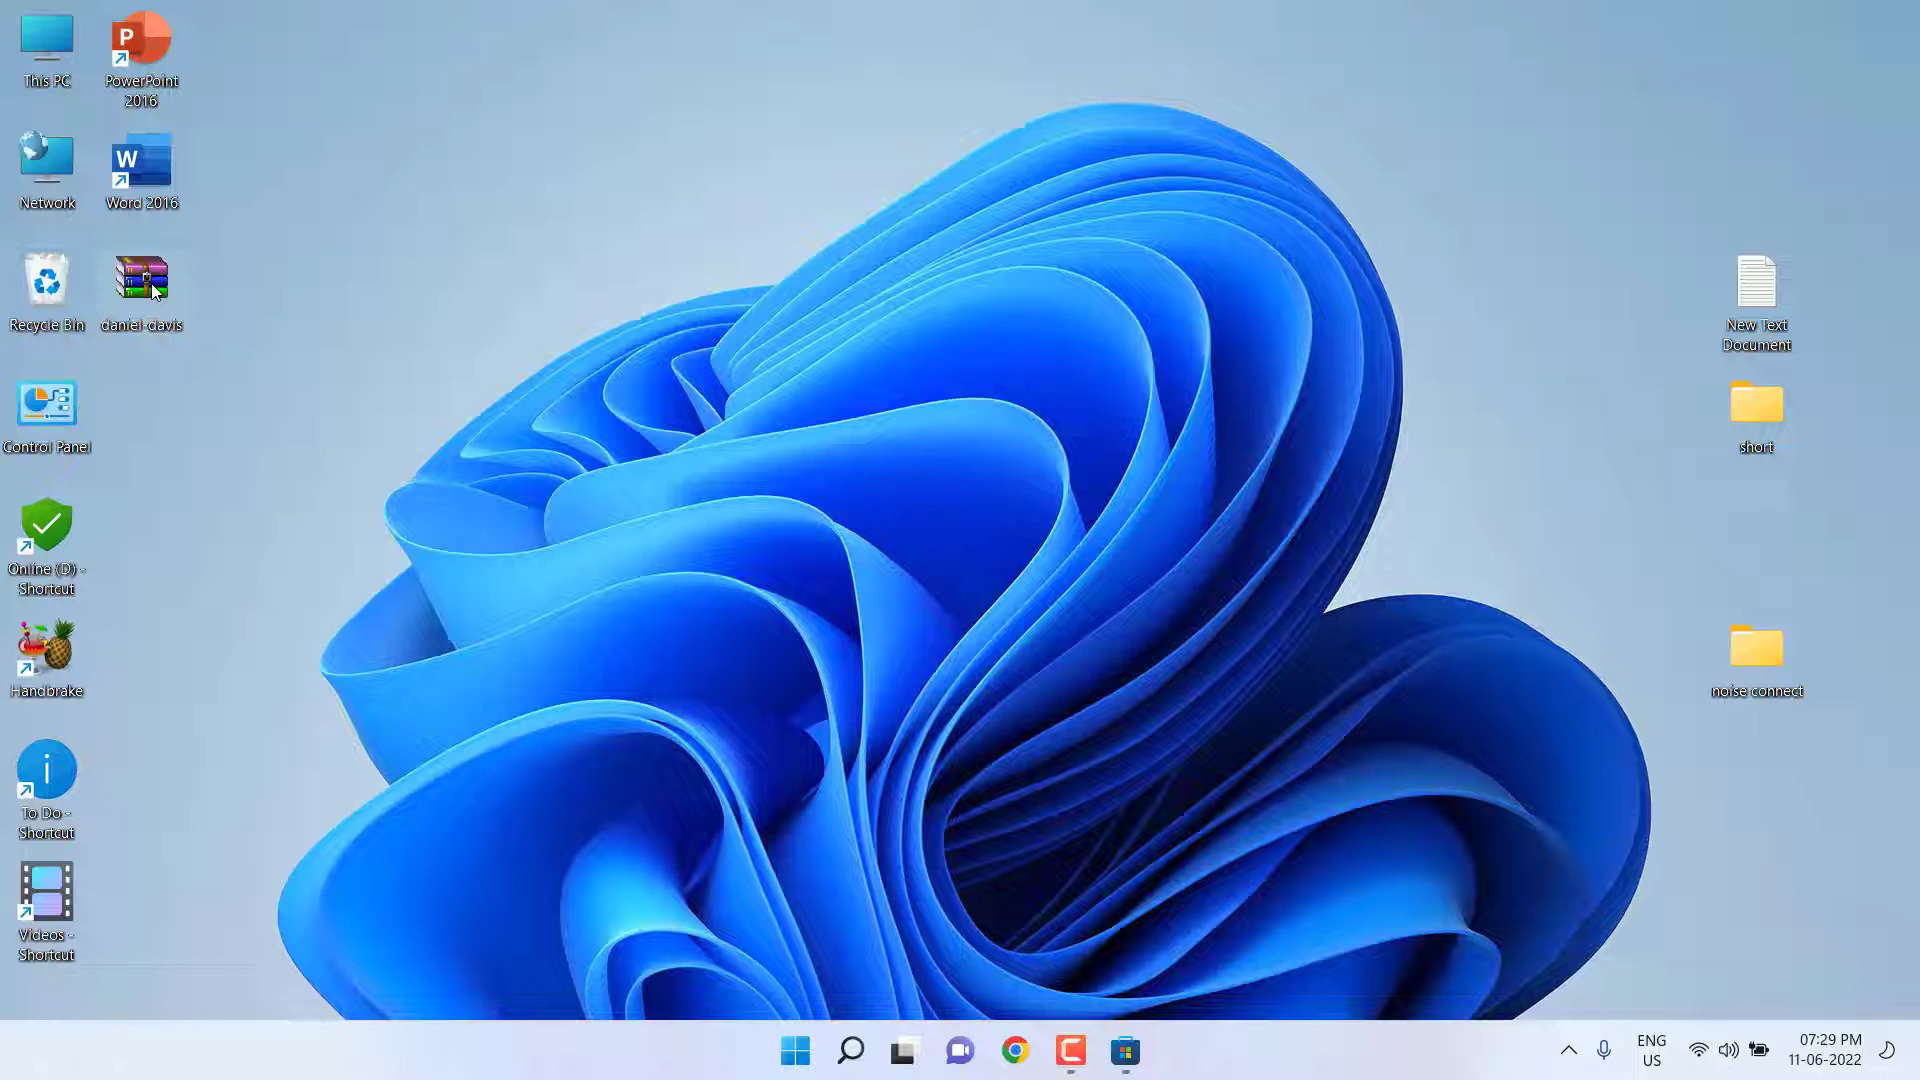 This PC
PowerPoint
2016
Network
Word 2016
Recycle Bin
daniel-davis
Control Panel
Online (D) -
Shortcut
Handbrake
To Do -
Shortcut
Videos -
Shortcut
New Text
Document
short
noise connect
ENG
US
07:29 PM
11-06-2022